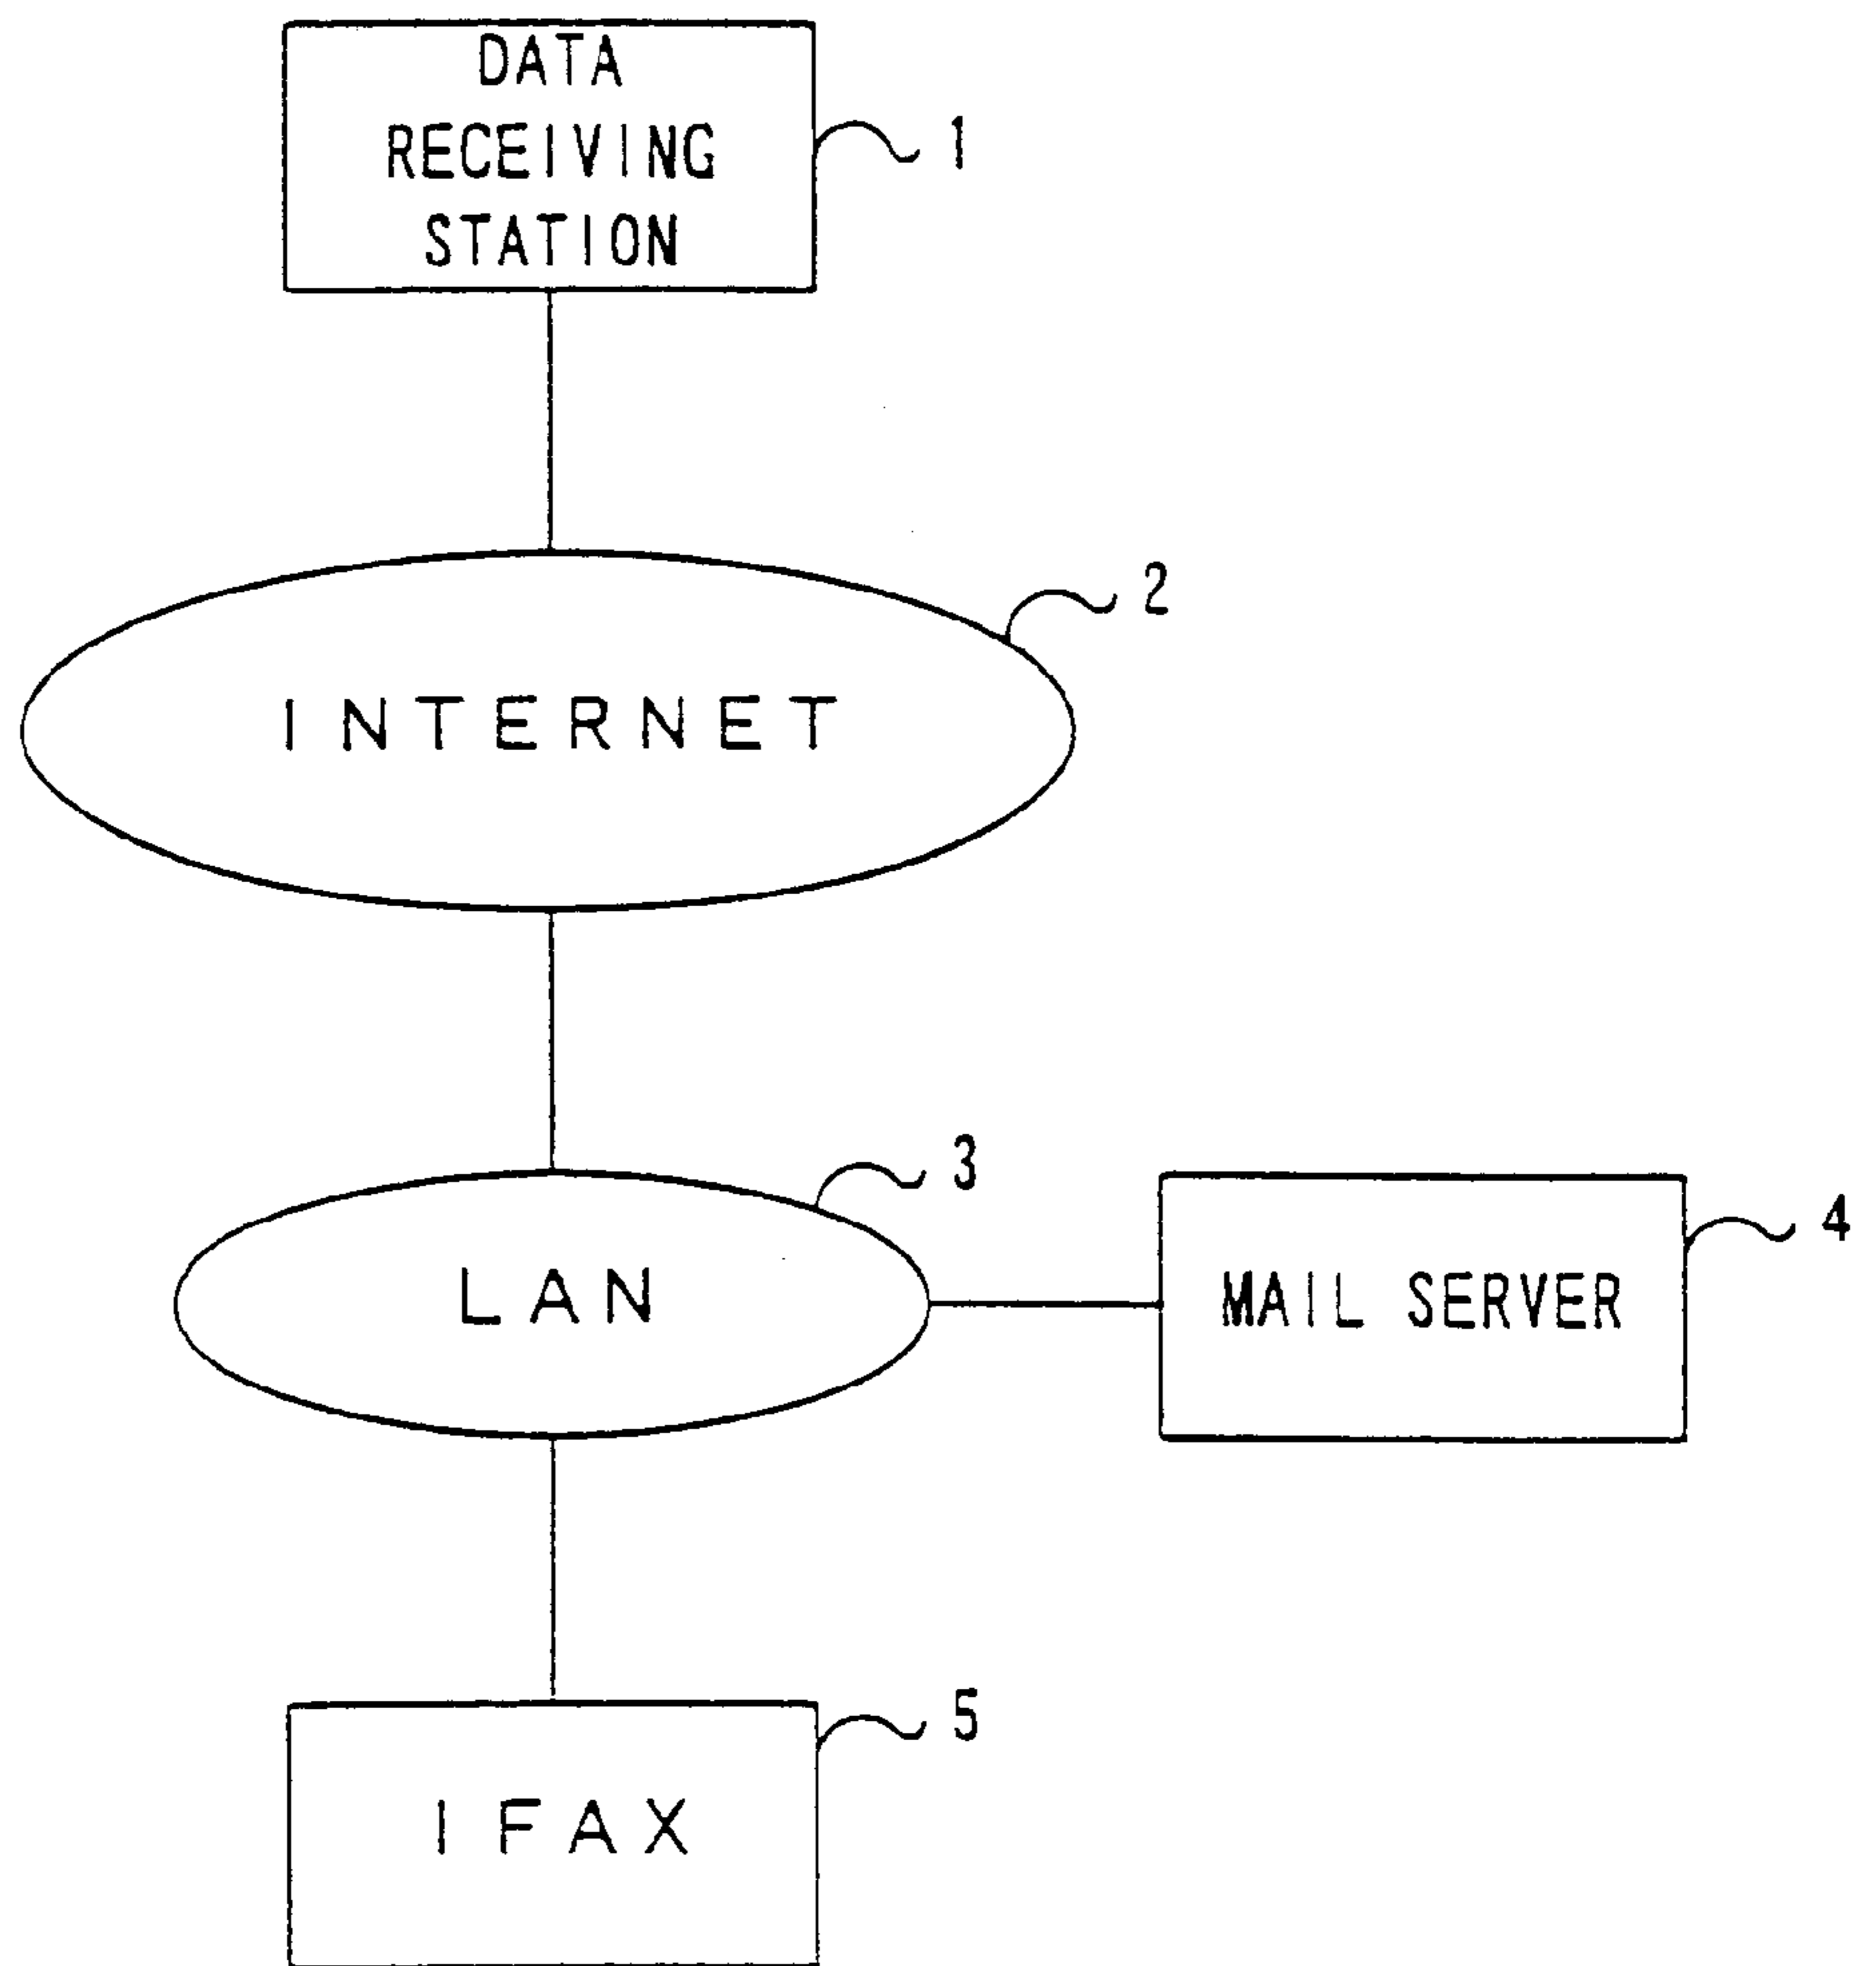 DATA
RECEIVING
STATION
1
2
INTERNET
3
LAN
4
MAIL SERVER
5
IFAX